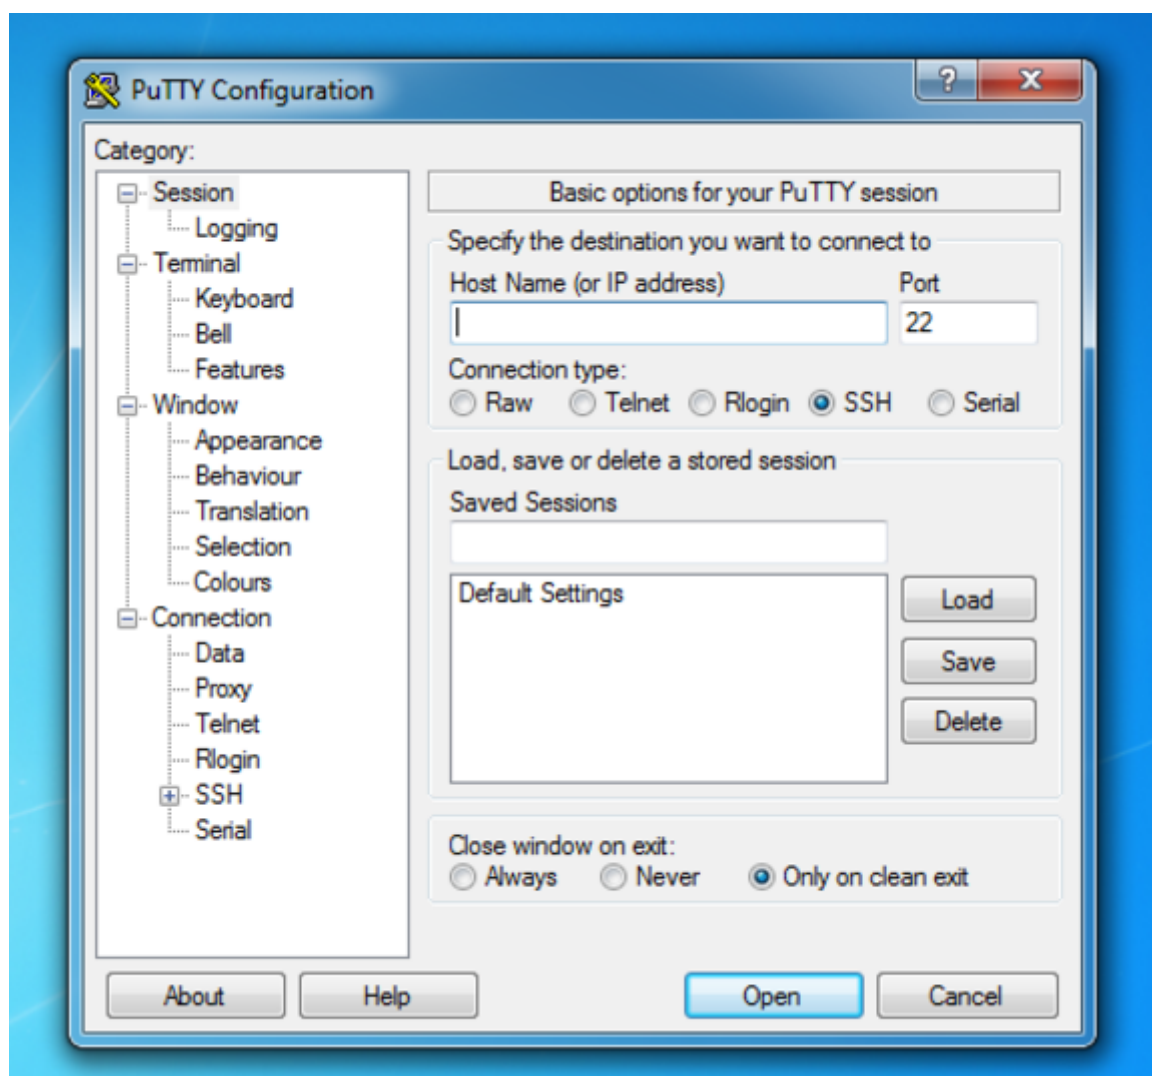 PuTTY Configuration
Category:
Session
Logging
Terminal
Keyboard
Bell
Features
Window
Appearance
Behaviour
Translation
Selection
Colours
Connection
Data
Proxy
Telnet
Rlogin
SSH
Serial
Basic options for your PuTTY session
Specify the destination you want to connect to
Host Name (or IP address) Port
22
Connection type:
Raw Telnet Rlogin SSH Serial
Load, save or delete a stored session
Saved Sessions
Default Settings
Load
Save
Delete
Close window on exit:
Always Never Only on clean exit
About Help Open Cancel